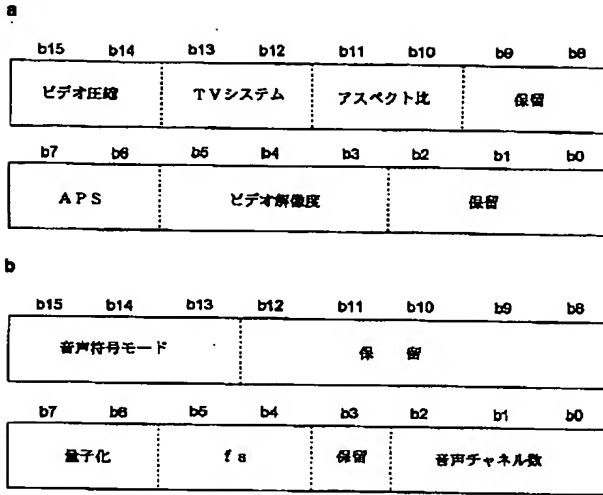 a
b15 b14 b13 b12 b11 b10 b9 b8
ビデオ圧縮 TVシステム アスペクト比 保留
b7 b6 b5 b4 b3 b2 b1 b0
APS ビデオ解像度 保留
b
b15 b14 b13 b12 b11 b10 b9 b8
音声符号モード 保 留
b7 b6 b5 b4 b3 b2 b1 b0
量子化 fs 保留 音声チャネル数